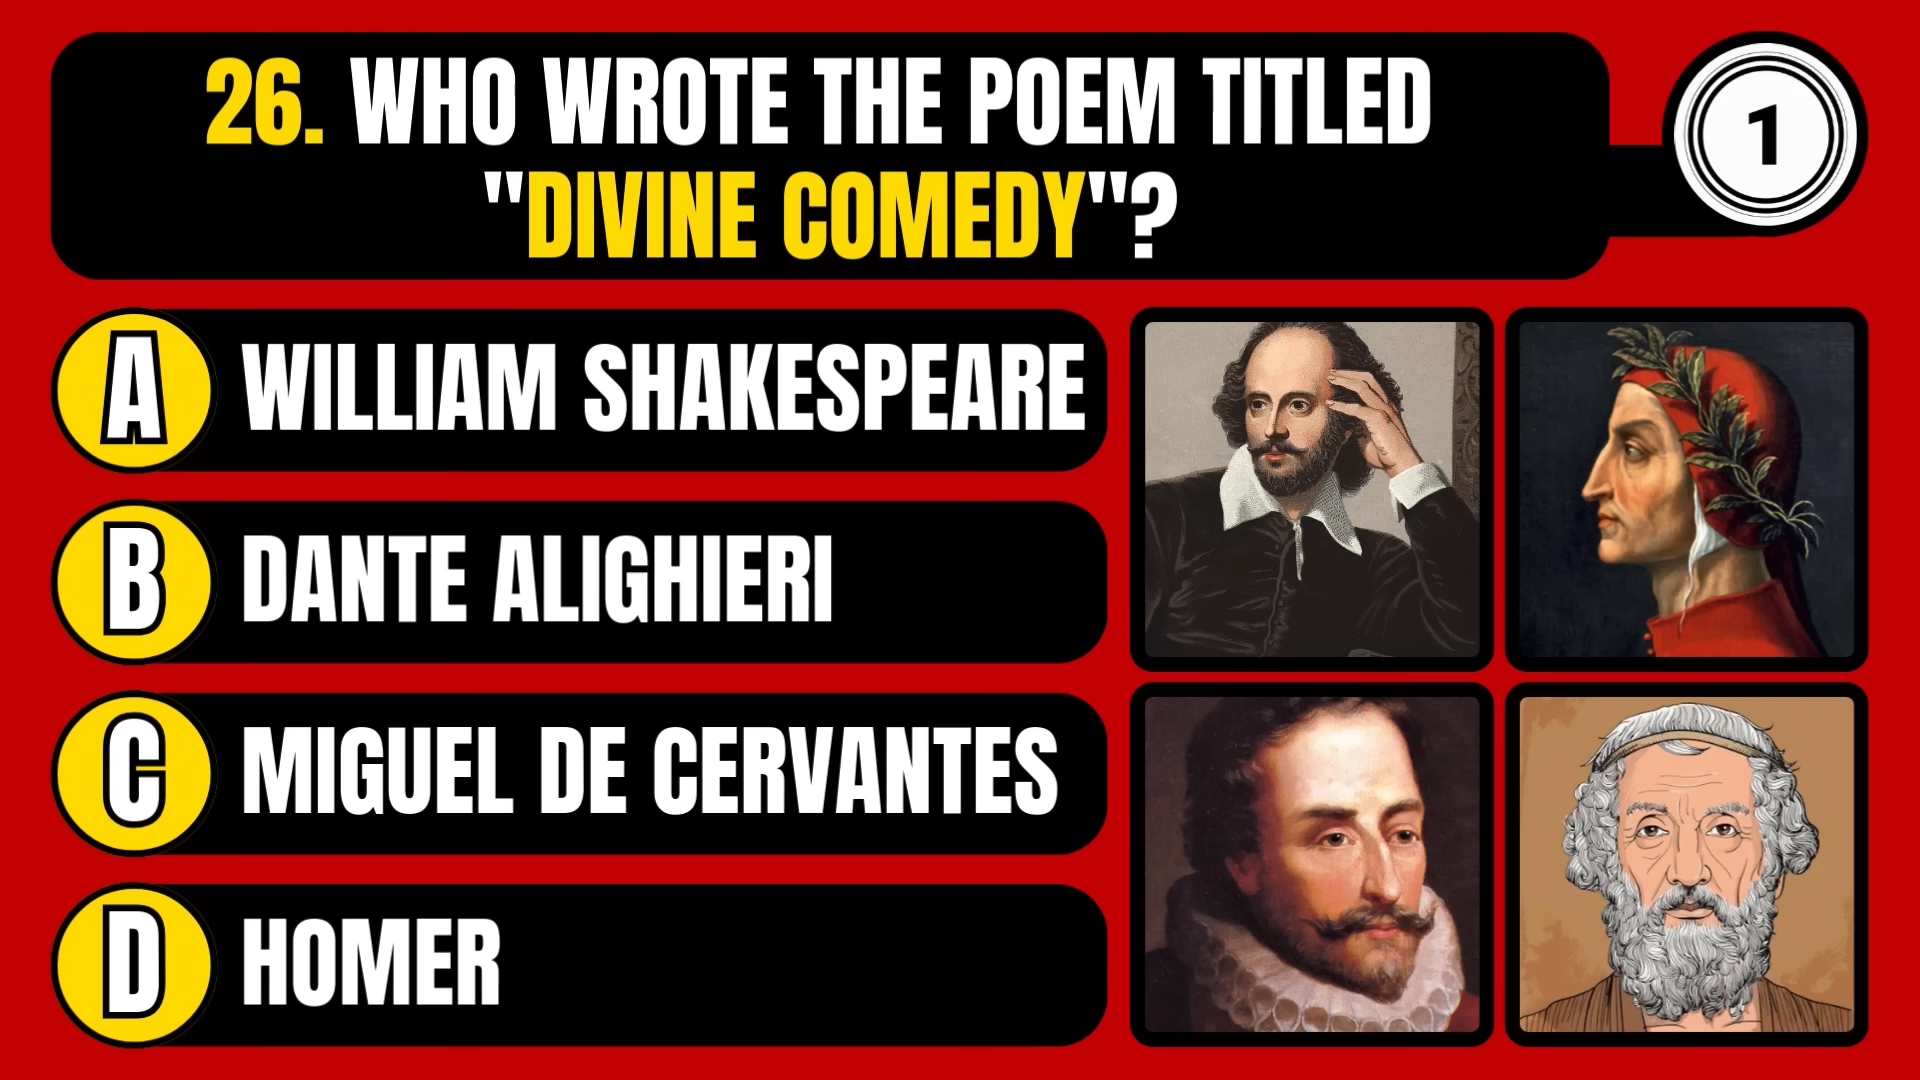 26. WHO WROTE THE POEM TITLED
"DIVINE COMEDY"?
1
A WILLIAM SHAKESPEARE
B DANTE ALIGHIERI
C MIGUEL DE CERVANTES
D HOMER